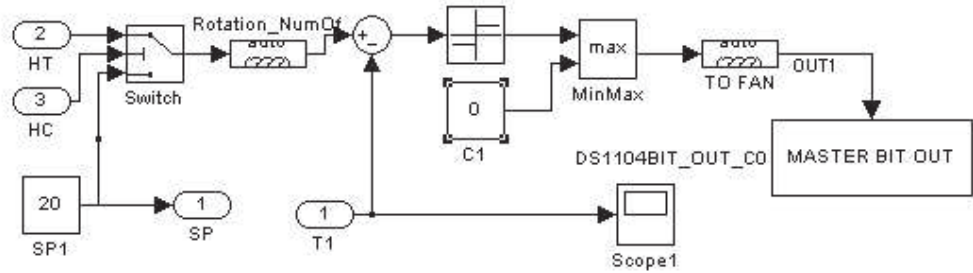 Rotation_NumOf
2
HT
3
HC
Switch
auto
+
-
0
C1
max
MinMax
auto
TO FAN
OUT1
DS1104BIT_OUT_C0
MASTER BIT OUT
20
SP1
1
SP
1
T1
Scope1